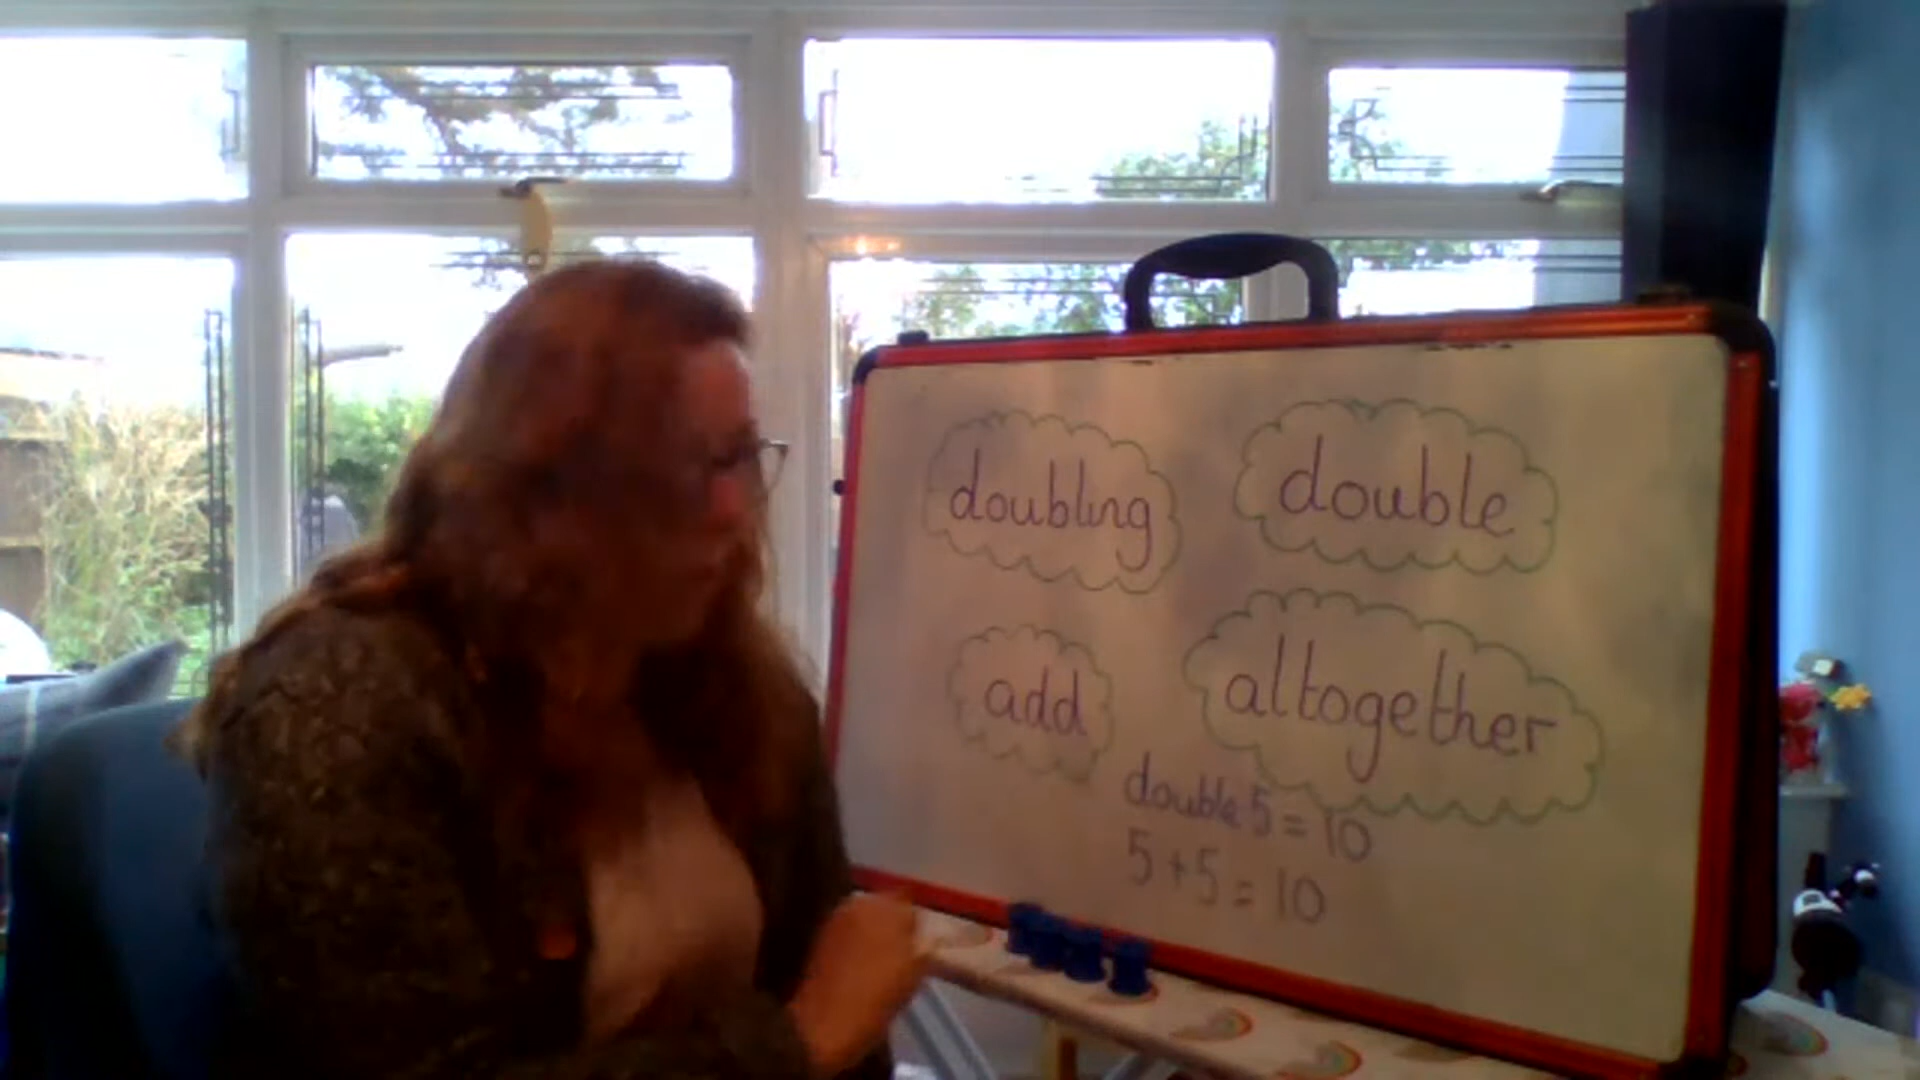 doubling
double
add
altogether
double 5 = 10
5 + 5 = 10